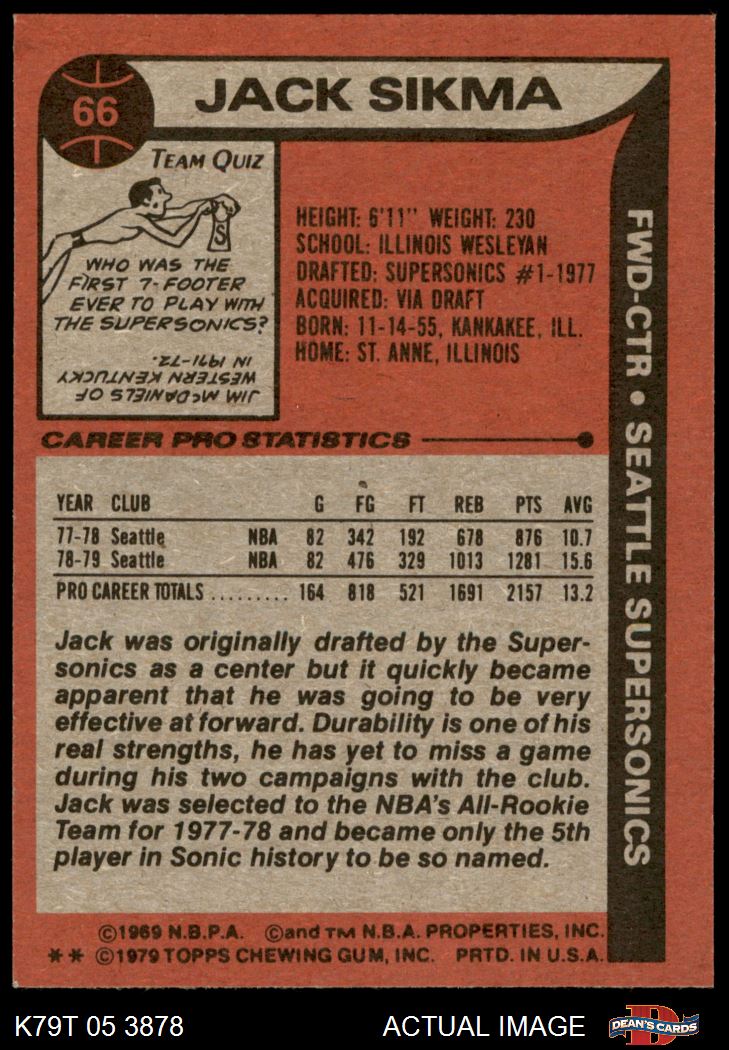 66
JACK SIKMA
TEAM QUIZ
$
WHO WAS THE
FIRST 7-FOOTER
EVER TO PLAY WITH
THE SUPERSONICS?
JIM McDANIELS OF
WESTERN KENTUCKY
IN 1971-72.
HEIGHT: 6'11" WEIGHT: 230
SCHOOL: ILLINOIS WESLEYAN
DRAFTED: SUPERSONICS #1-1977
ACQUIRED: VIA DRAFT
BORN: 11-14-55, KANKAKEE, ILL.
HOME: ST. ANNE, ILLINOIS
FWD-CTR • SEATTLE SUPERSONICS
CAREER PRO STATISTICS
YEAR CLUB G FG FT REB PTS AVG
77-78 Seattle NBA 82 342 192 678 876 10.7
78-79 Seattle NBA 82 476 329 1013 1281 15.6
PRO CAREER TOTALS ......... 164 818 521 1691 2157 13.2
Jack was originally drafted by the Super-
sonics as a center but it quickly became
apparent that he was going to be very
effective at forward. Durability is one of his
real strengths, he has yet to miss a game
during his two campaigns with the club.
Jack was selected to the NBA's All-Rookie
Team for 1977-78 and became only the 5th
player in Sonic history to be so named.
©1969 N.B.P.A. ©and TM N.B.A. PROPERTIES, INC.
** ©1979 TOPPS CHEWING GUM, INC. PRTD. IN U.S.A.
K79T 05 3878 ACTUAL IMAGE
D
DEAN'S CARDS